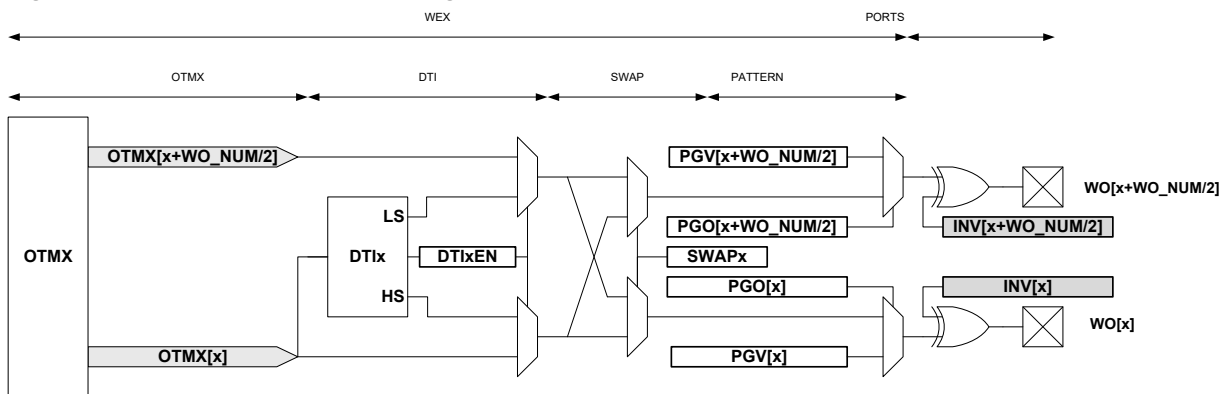 WEX PORTS
OTMX DTI SWAP PATTERN
OTMX[x+WO_NUM/2] PGV[x+WO_NUM/2]
WO[x+WO_NUM/2]
LS PGO[x+WO_NUM/2] INV[x+WO_NUM/2]
OTMX DTIx DTIxEN SWAPx
HS PGO[x] INV[x]
WO[x]
OTMX[x] PGV[x]